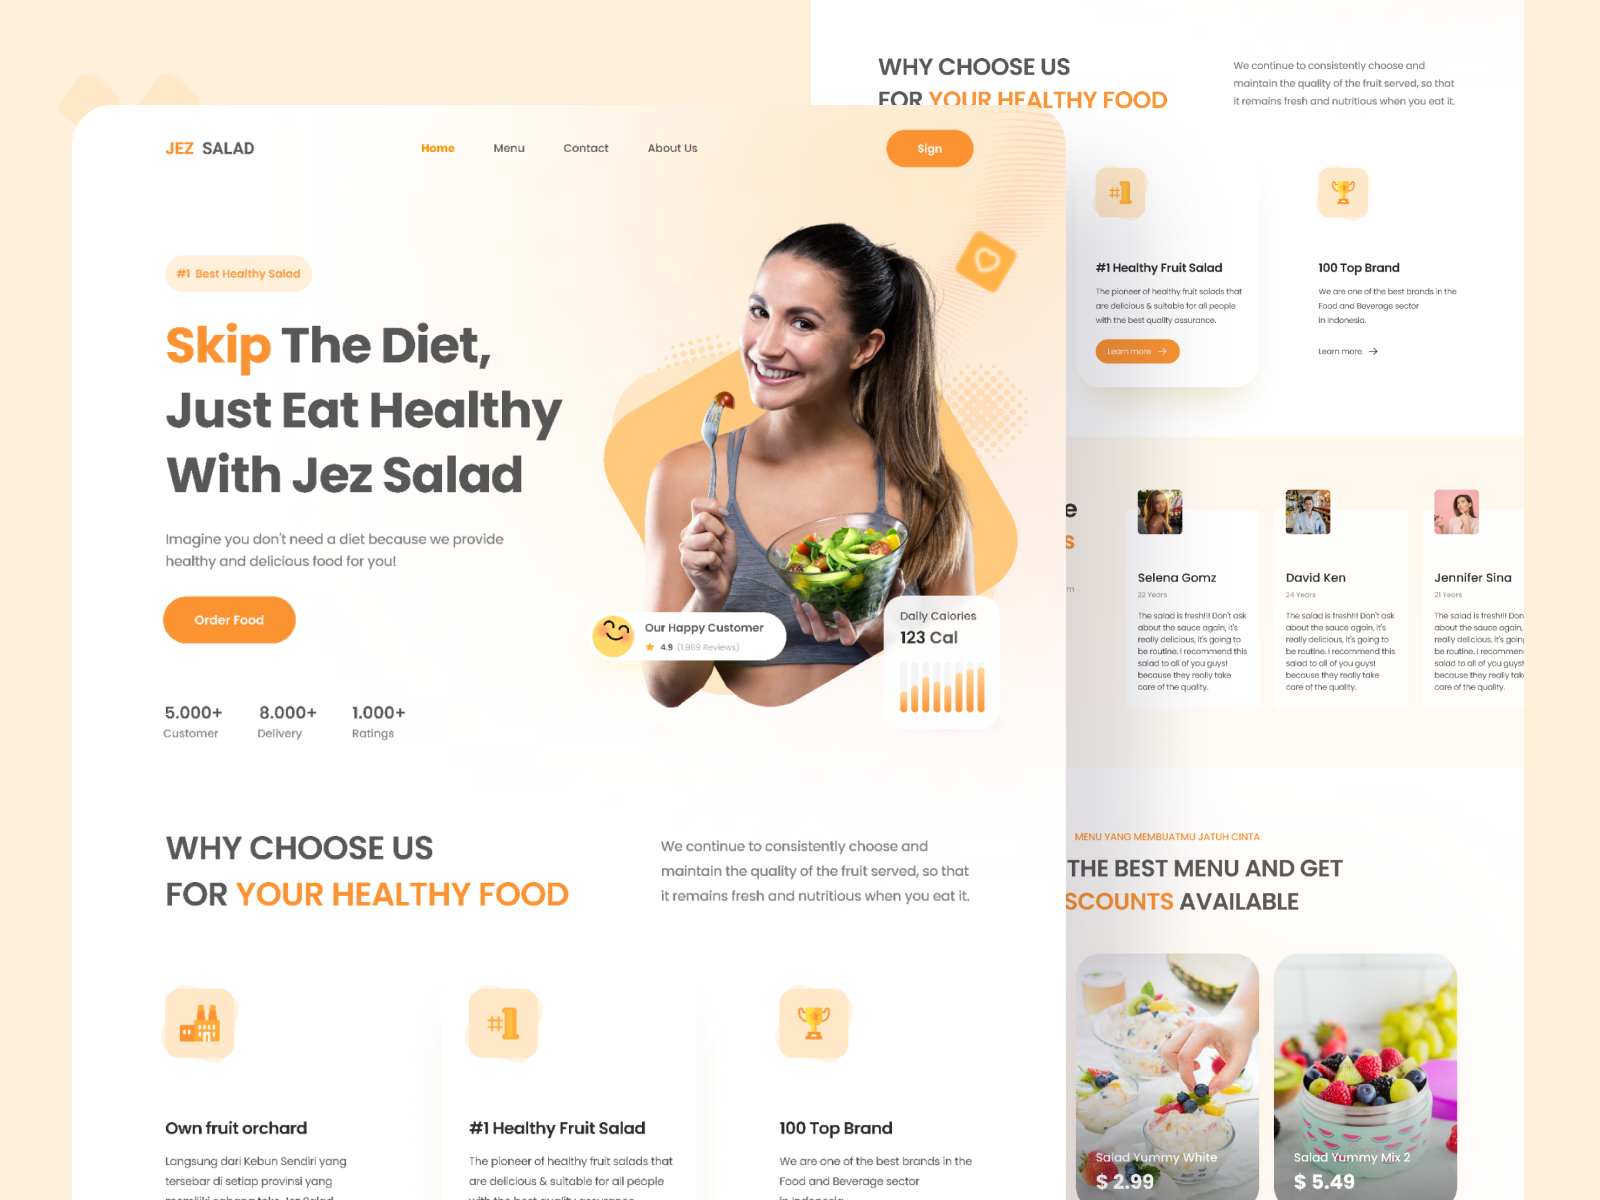 JEZ SALAD
Home
Menu
Contact
About Us
Sign
#1 Best Healthy Salad
Skip The Diet,
Just Eat Healthy
With Jez Salad
Imagine you don't need a diet because we provide
healthy and delicious food for you!
Order Food
5.000+
Customer
8.000+
Delivery
1.000+
Ratings
Our Happy Customer
4.9 (1.989 Reviews)
Daily Calories
123 Cal
WHY CHOOSE US
FOR YOUR HEALTHY FOOD
We continue to consistently choose and
maintain the quality of the fruit served, so that
it remains fresh and nutritious when you eat it.
Own fruit orchard
Langsung dari Kebun Sendiri yang
tersebar di setiap provinsi yang
#1
#1 Healthy Fruit Salad
The pioneer of healthy fruit salads that
are delicious & suitable for all people
with the best quality assurance.
100 Top Brand
We are one of the best brands in the
Food and Beverage sector
in Indonesia.
WHY CHOOSE US
FOR YOUR HEALTHY FOOD
We continue to consistently choose and
maintain the quality of the fruit served, so that
it remains fresh and nutritious when you eat it.
#1
#1 Healthy Fruit Salad
The pioneer of healthy fruit salads that
are delicious & suitable for all people
with the best quality assurance.
Learn more
100 Top Brand
We are one of the best brands in the
Food and Beverage sector
in Indonesia.
Learn more
e
s
m
Selena Gomz
22 Years
The salad is fresh!!! Don't ask
about the sauce again, it's
really delicious, it's going to
be routine. I recommend this
salad to all of you guys!
because they really take
care of the quality.
David Ken
24 Years
The salad is fresh!!! Don't ask
about the sauce again, it's
really delicious, it's going to
be routine. I recommend this
salad to all of you guys!
because they really take
care of the quality.
Jennifer Sina
21 Years
The salad is fresh!!! Don
about the sauce again,
really delicious, it's going
be routine. I recommend
salad to all of you guys!
because they really tak
care of the quality.
MENU YANG MEMBUATMU JATUH CINTA
THE BEST MENU AND GET
SCOUNTS AVAILABLE
Salad Yummy White
$ 2.99
Salad Yummy Mix 2
$ 5.49